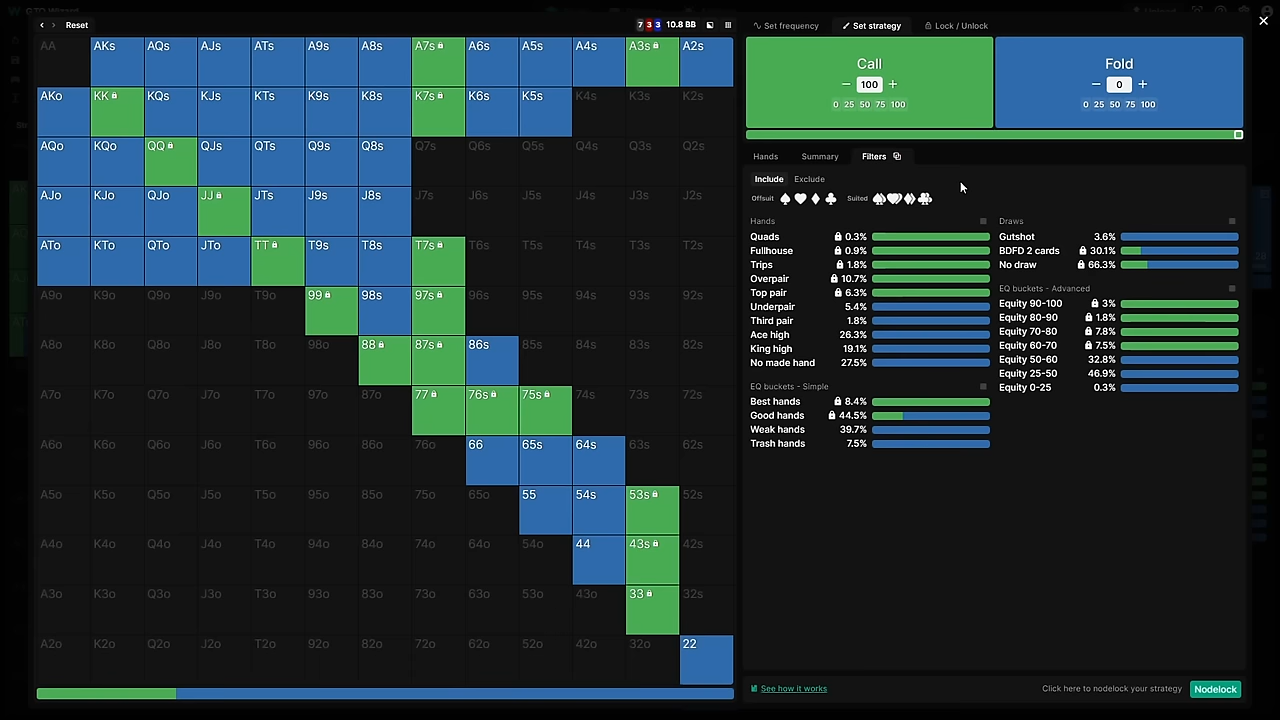 Reset
7 3 3 10.8 BB
AA AKs AQs AJs ATs A9s A8s A7s A6s A5s A4s A3s A2s
AKo KK KQs KJs KTs K9s K8s K7s K6s K5s K4s K3s K2s
AQo KQo QQ QJs QTs Q9s Q8s Q7s Q6s Q5s Q4s Q3s Q2s
AJo KJo QJo JJ JTs J9s J8s J7s J6s J5s J4s J3s J2s
ATo KTo QTo JTo TT T9s T8s T7s T6s T5s T4s T3s T2s
A9o K9o Q9o J9o T9o 99 98s 97s 96s 95s 94s 93s 92s
A8o K8o Q8o J8o T8o 98o 88 87s 86s 85s 84s 83s 82s
A7o K7o Q7o J7o T7o 97o 87o 77 76s 75s 74s 73s 72s
A6o K6o Q6o J6o T6o 96o 86o 76o 66 65s 64s 63s 62s
A5o K5o Q5o J5o T5o 95o 85o 75o 65o 55 54s 53s 52s
A4o K4o Q4o J4o T4o 94o 84o 74o 64o 54o 44 43s 42s
A3o K3o Q3o J3o T3o 93o 83o 73o 63o 53o 43o 33 32s
A2o K2o Q2o J2o T2o 92o 82o 72o 62o 52o 42o 32o 22
Set frequency Set strategy Lock / Unlock
Call
− 100 +
0 25 50 75 100
Fold
− 0 +
0 25 50 75 100
Hands Summary Filters
Include Exclude
Offsuit Suited
Hands
Quads 0.3%
Fullhouse 0.9%
Trips 1.8%
Overpair 10.7%
Top pair 6.3%
Underpair 5.4%
Third pair 1.8%
Ace high 26.3%
King high 19.1%
No made hand 27.5%
EQ buckets - Simple
Best hands 8.4%
Good hands 44.5%
Weak hands 39.7%
Trash hands 7.5%
Draws
Gutshot 3.6%
BDFD 2 cards 30.1%
No draw 66.3%
EQ buckets - Advanced
Equity 90-100 3%
Equity 80-90 1.8%
Equity 70-80 7.8%
Equity 60-70 7.5%
Equity 50-60 32.8%
Equity 25-50 46.9%
Equity 0-25 0.3%
See how it works
Click here to nodelock your strategy
Nodelock